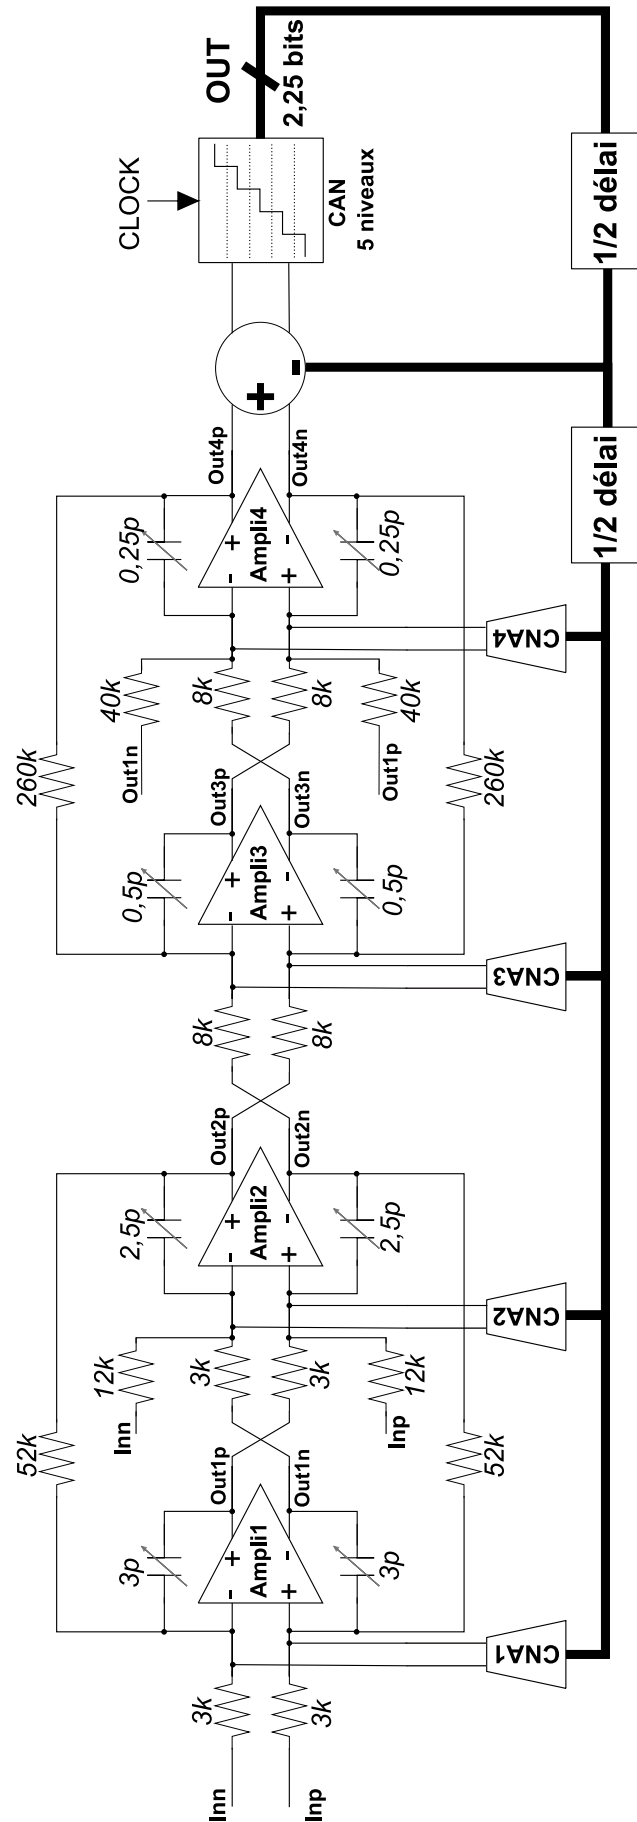 OUT
2,25 bits
CLOCK
CAN
5 niveaux
1/2 délai
Out4p
Out4n
0,25p
Ampli4
0,25p
1/2 délai
CNA4
40k
8k
8k
40k
Out1n
Out1p
260k
260k
Out3p
Out3n
0,5p
Ampli3
0,5p
CNA3
8k
8k
Out2p
Out2n
2,5p
Ampli2
2,5p
CNA2
12k
3k
3k
12k
Inn
Inp
52k
52k
Out1p
Out1n
3p
Ampli1
3p
CNA1
3k
3k
Inn
Inp